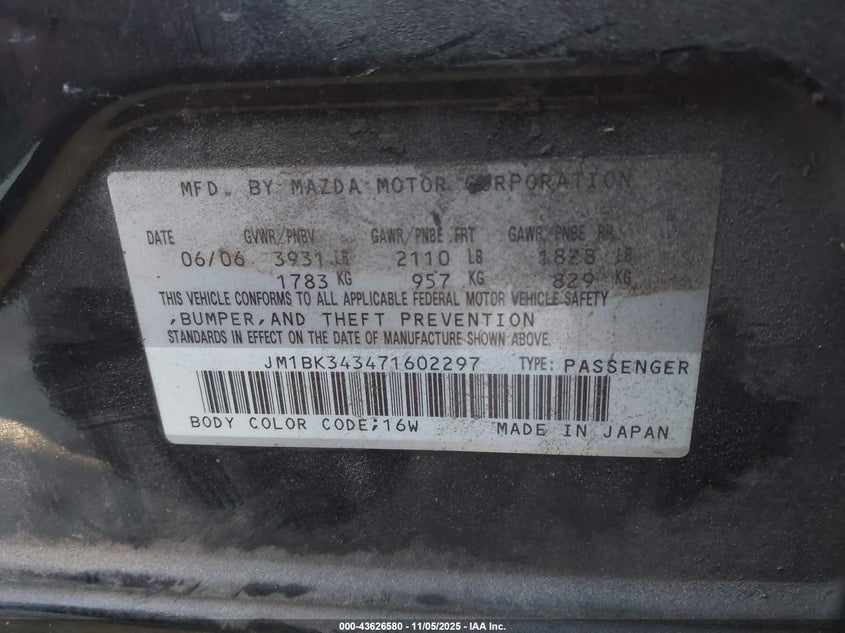 MFD. BY MAZDA MOTOR CORPORATION
DATE GVWR/PNBV GAWR/PNBE FRT GAWR/PNBE RR
06/06 3931 LB 2110 LB 1828 LB
1783 KG 957 KG 829 KG
THIS VEHICLE CONFORMS TO ALL APPLICABLE FEDERAL MOTOR VEHICLE SAFETY
,BUMPER,AND THEFT PREVENTION
STANDARDS IN EFFECT ON THE DATE OF MANUFACTURE SHOWN ABOVE.
JM1BK343471602297 TYPE: PASSENGER
BODY COLOR CODE;16W MADE IN JAPAN
000-43626580 - 11/05/2025 - IAA Inc.